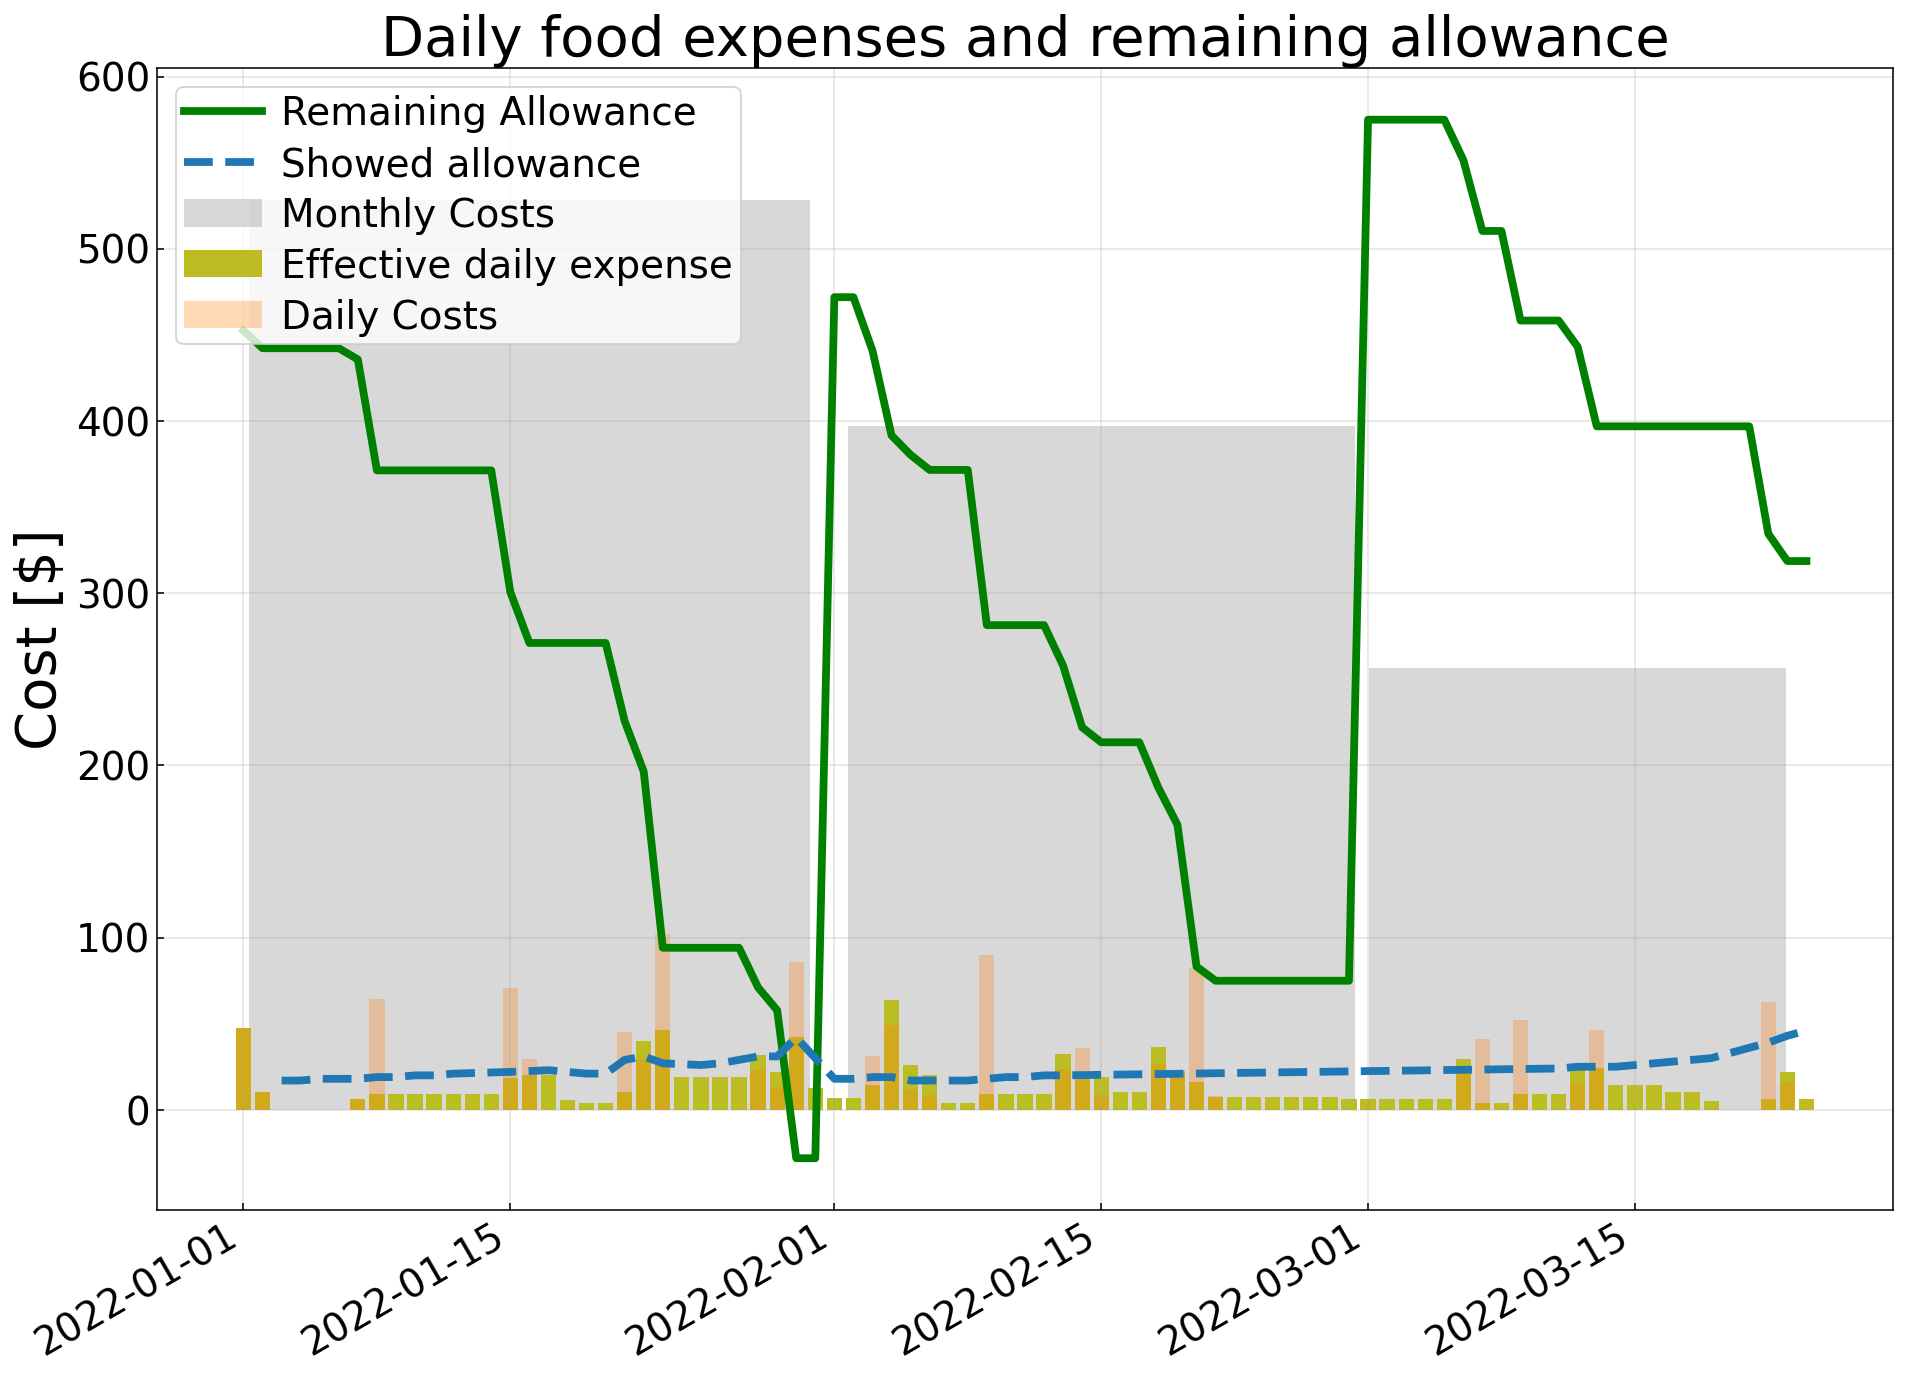 Daily food expenses and remaining allowance
Remaining Allowance
Showed allowance
Monthly Costs
Effective daily expense
Daily Costs
Cost [$]
600
500
400
300
200
100
0
2022-01-01
2022-01-15
2022-02-01
2022-02-15
2022-03-01
2022-03-15